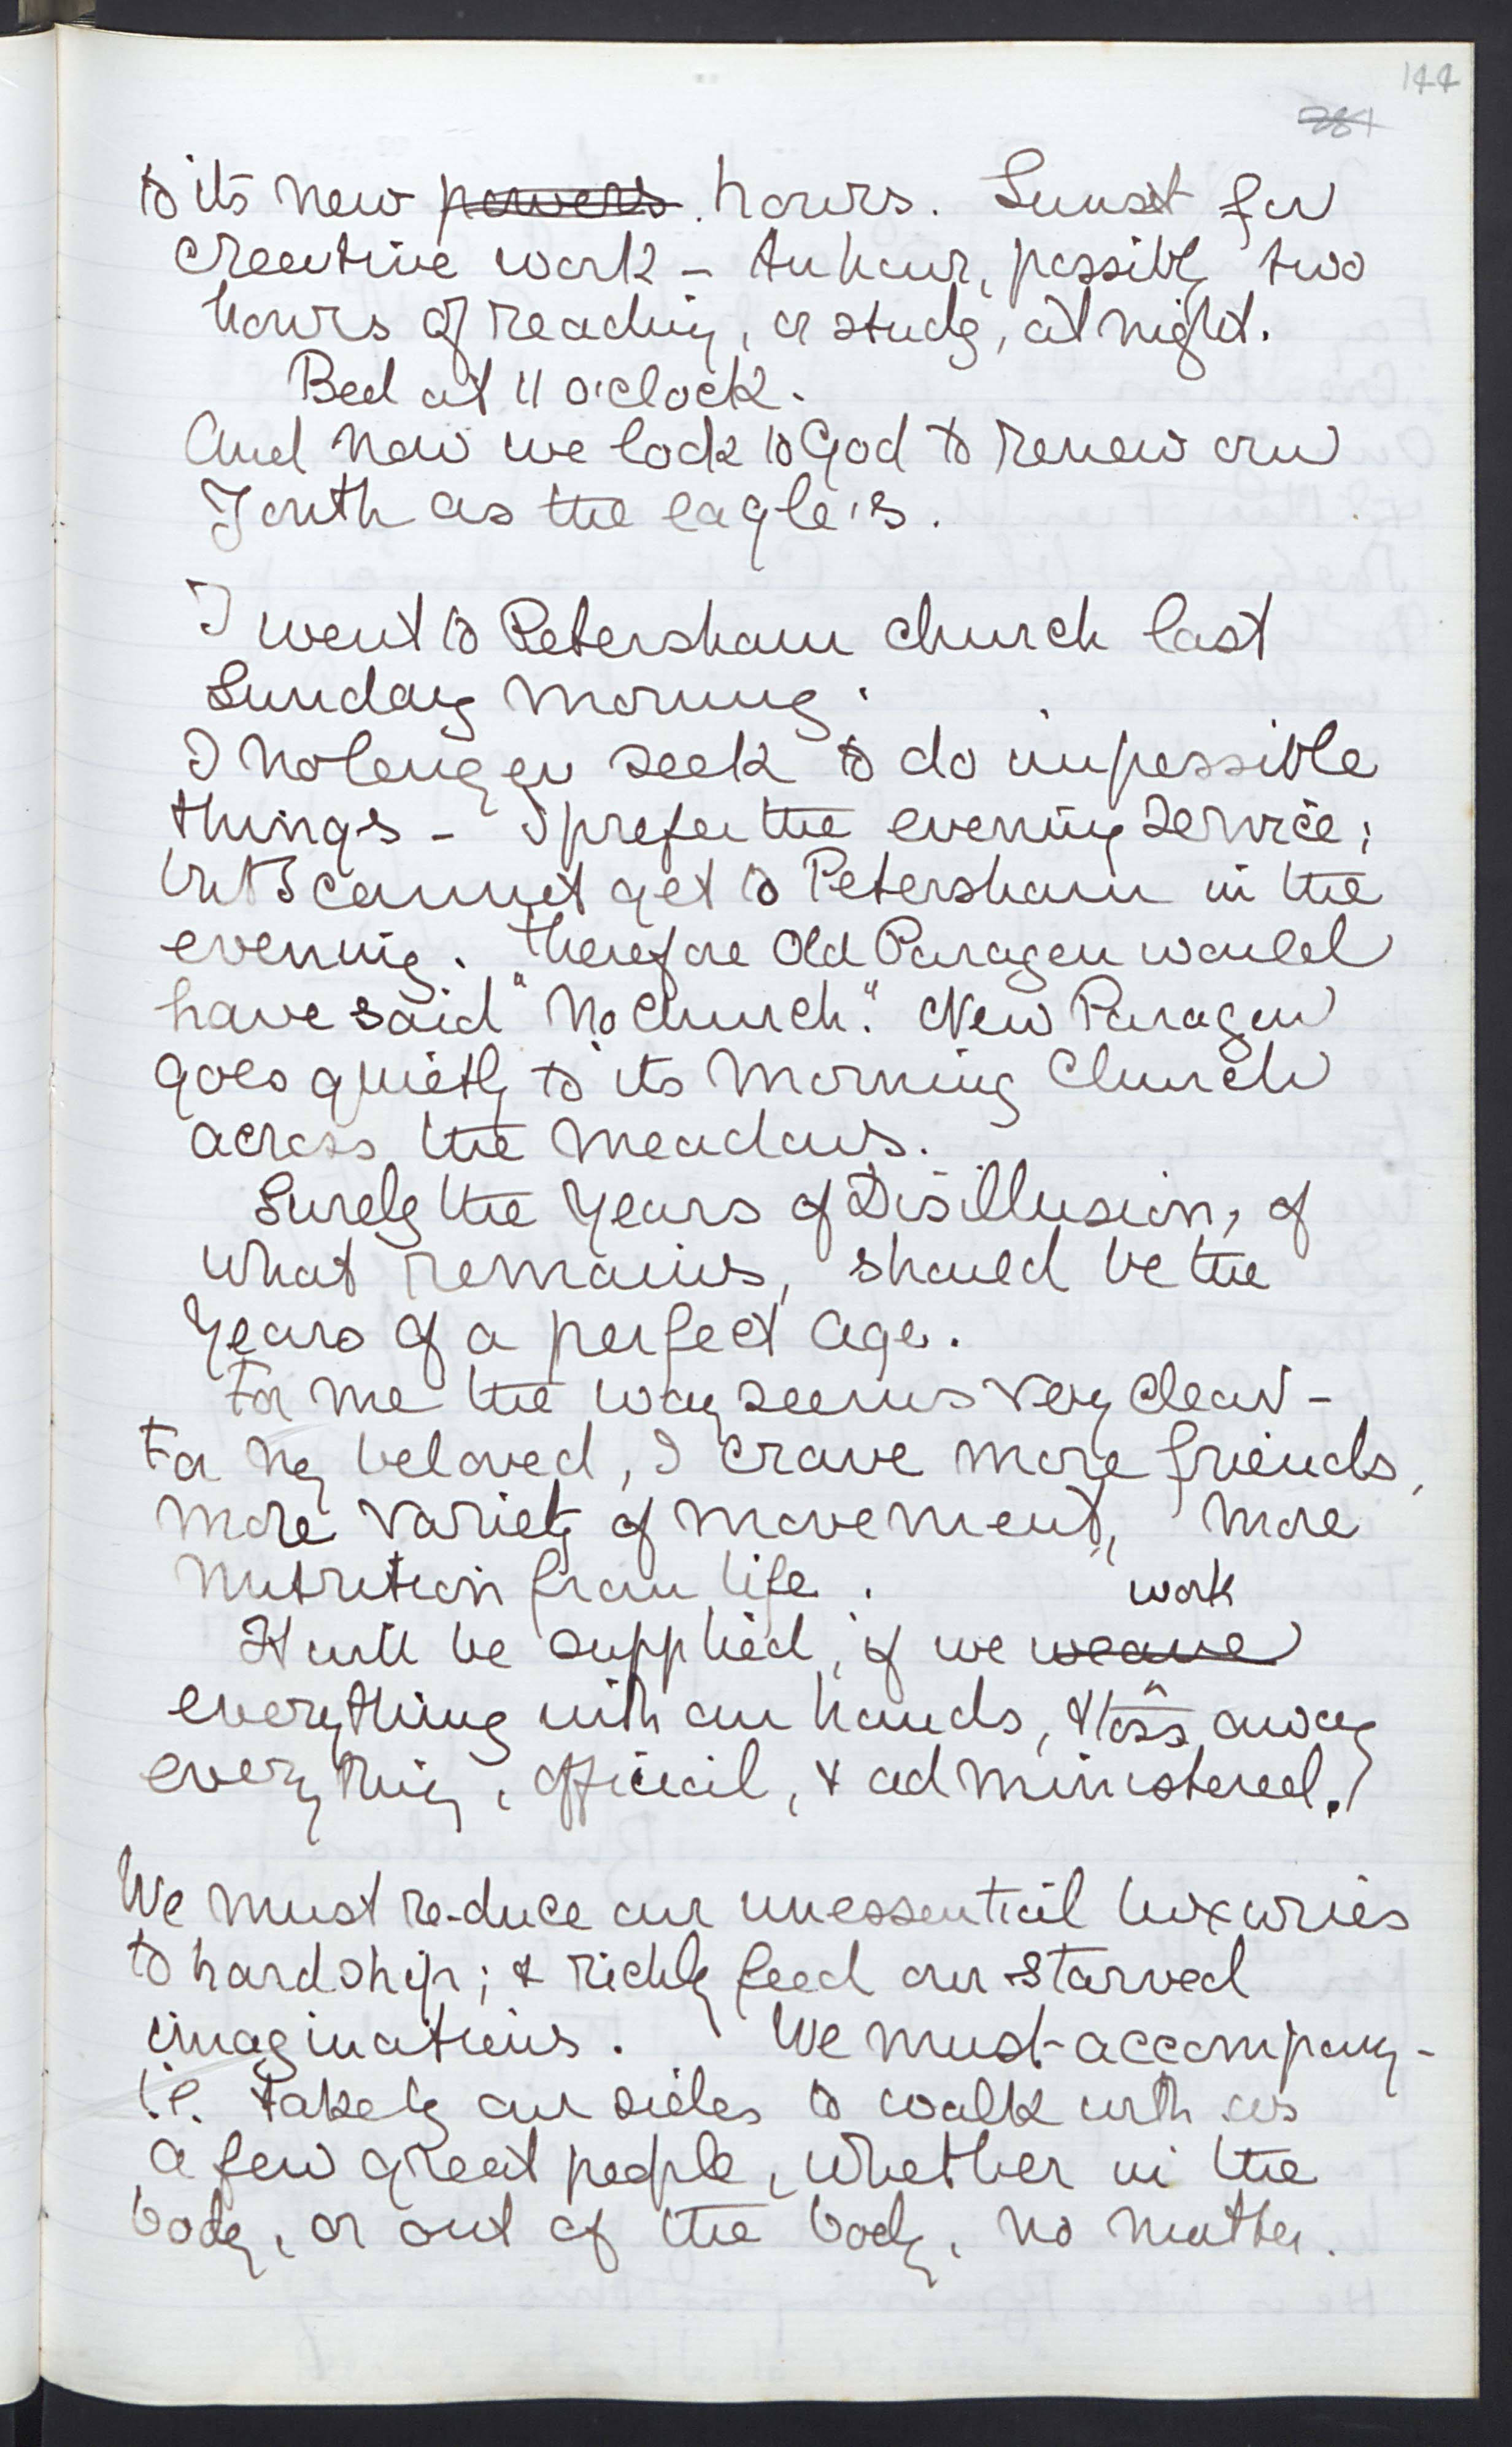 144
281
to its new powers. hours. Sunset for
creative work – An hour, possibly two
hours of reading, or study, at night.
Bed at 11 o'clock.
And now we look to God to renew our
Youth as the eagle's.
I went to Petersham church last
Sunday morning.
I no longer seek to do impossible
things – I prefer the evening service;
but I cannot get to Petersham in the
evening. Therefore Old Paragon would
have said "No Church." New Paragon
goes quietly to its morning Church
across the meadows.
Surely the years of Disillusion, of
what remains, should be the
Years of a perfect age.
For me the way seems very clear –
For my beloved, I crave more friends,
more variety of movement, more
nutrition from life.
work
It will be supplied, if we weave
everything with our hands, & toss away
everything, official, & administered.
We must re-duce our unessential luxuries
to hardship; & richly feed our starved
imaginations. We must accompany –
i.e. take by our sides to walk with us
a few great people, whether in the
body, or out of the body, no matter.